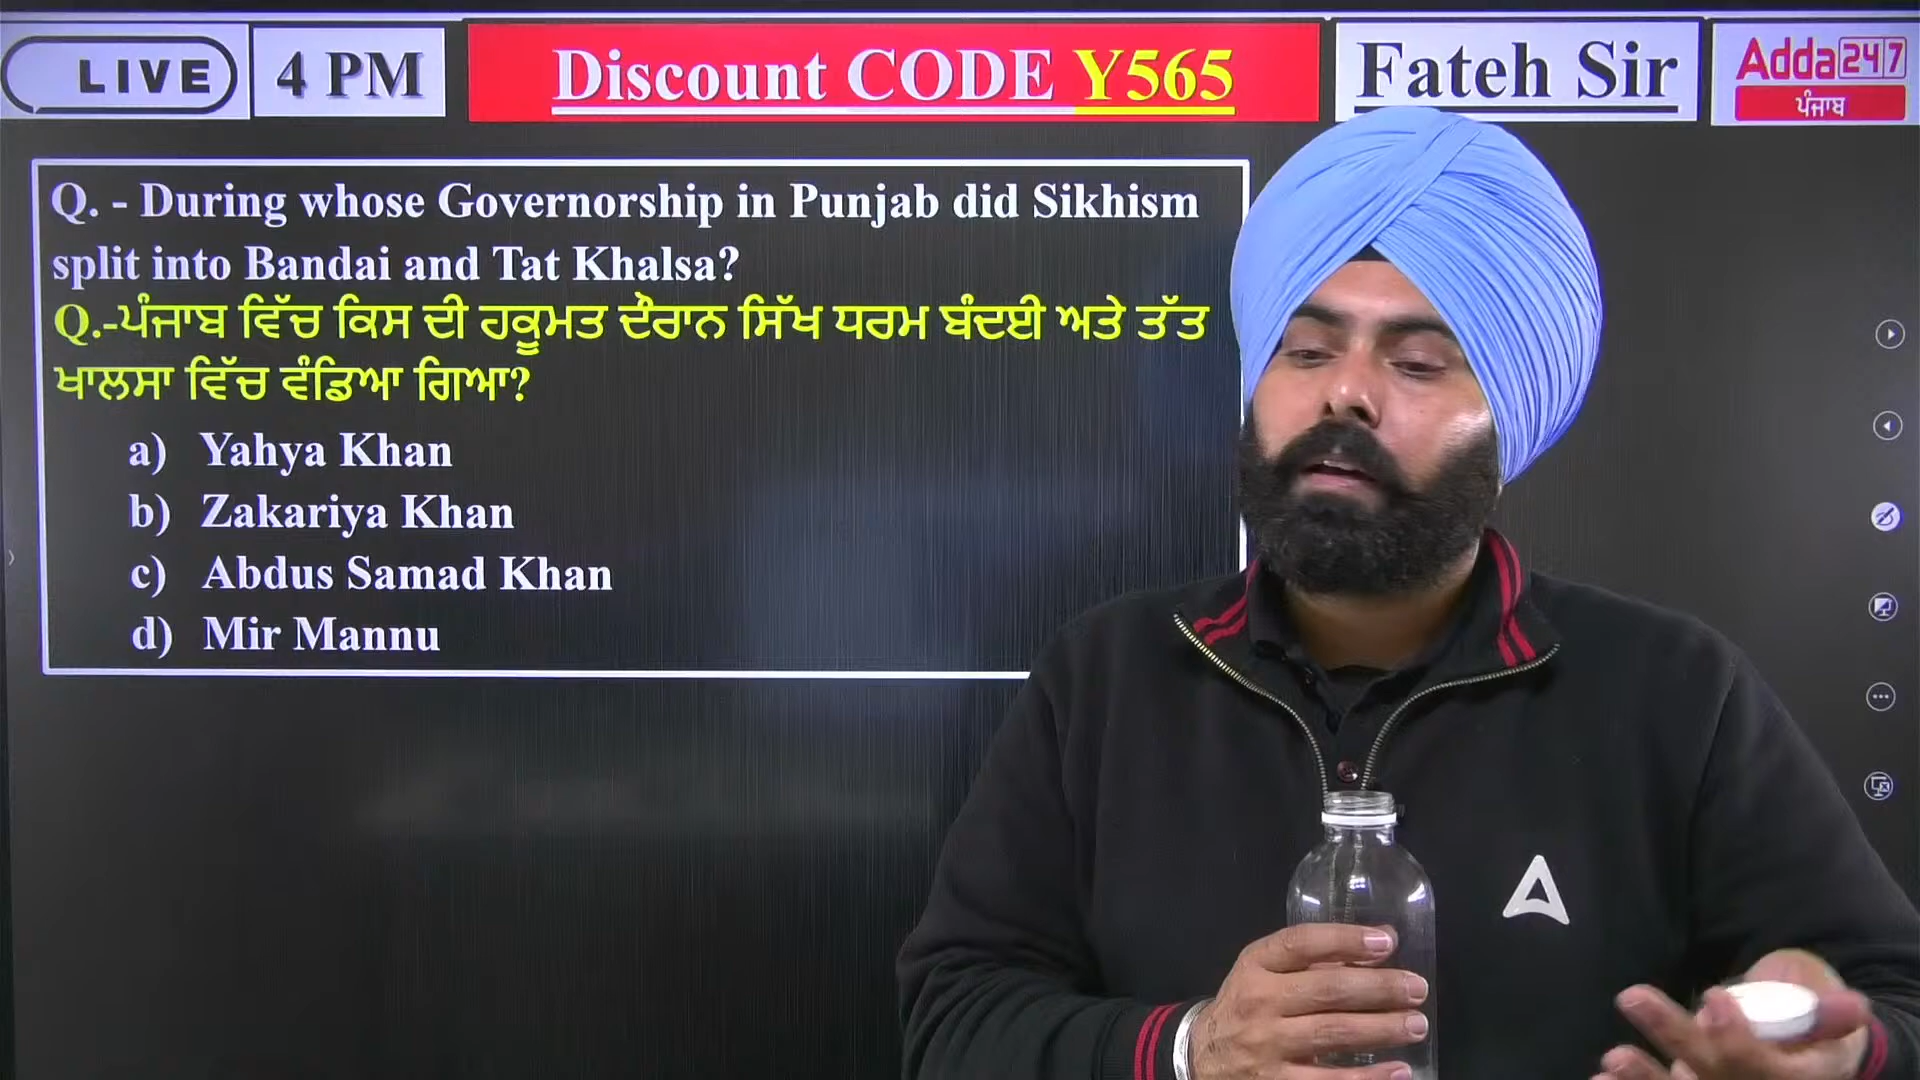 LIVE
4 PM
Discount CODE Y565
Fateh Sir
Adda247
ਪੰਜਾਬ
Q. - During whose Governorship in Punjab did Sikhism
split into Bandai and Tat Khalsa?
Q.-ਪੰਜਾਬ ਵਿੱਚ ਕਿਸ ਦੀ ਹਕੂਮਤ ਦੌਰਾਨ ਸਿੱਖ ਧਰਮ ਬੰਦਈ ਅਤੇ ਤੱਤ
ਖਾਲਸਾ ਵਿੱਚ ਵੰਡਿਆ ਗਿਆ?
a) Yahya Khan
b) Zakariya Khan
c) Abdus Samad Khan
d) Mir Mannu